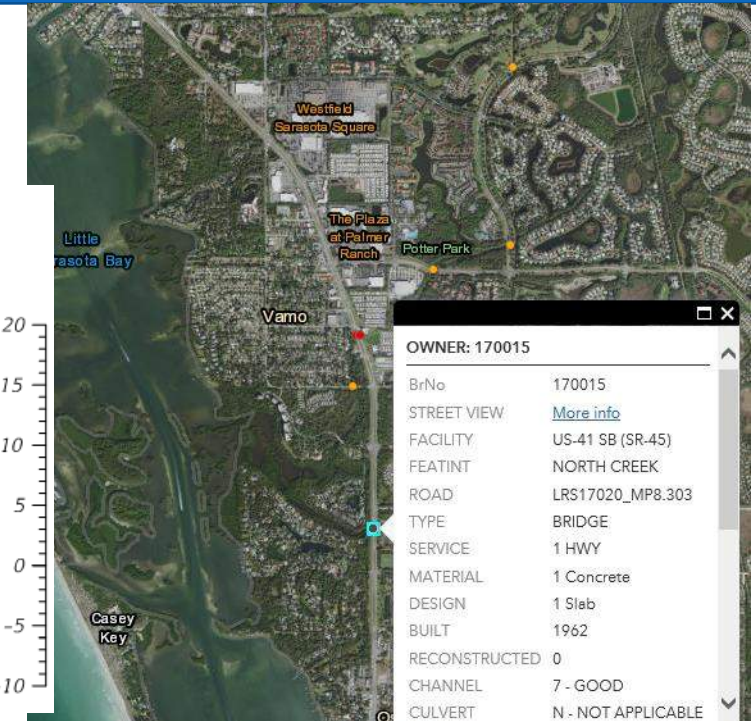 Westfield
Sarasota Square
The Plaza
at Palmer
Ranch
Potter Park
Little
rasota Bay
Vamo
Casey
Key
20
15
10
5
0
-5
-10
OWNER: 170015
BrNo 170015
STREET VIEW More info
FACILITY US-41 SB (SR-45)
FEATINT NORTH CREEK
ROAD LRS17020_MP8.303
TYPE BRIDGE
SERVICE 1 HWY
MATERIAL 1 Concrete
DESIGN 1 Slab
BUILT 1962
RECONSTRUCTED 0
CHANNEL 7 - GOOD
CULVERT N - NOT APPLICABLE